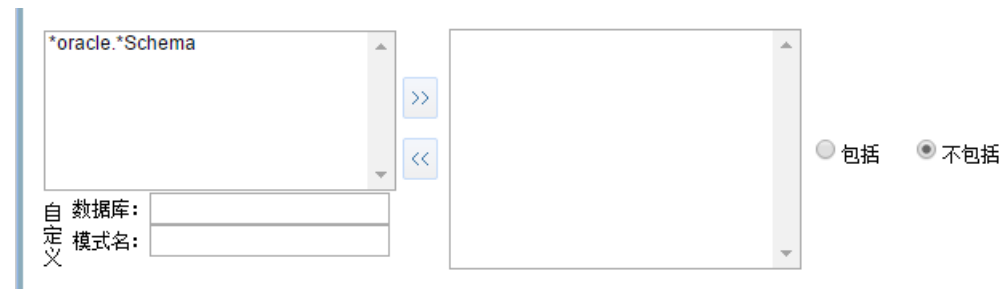 *oracle.*Schema
>>
<<
包括
不包括
自定义
数据库：
模式名：